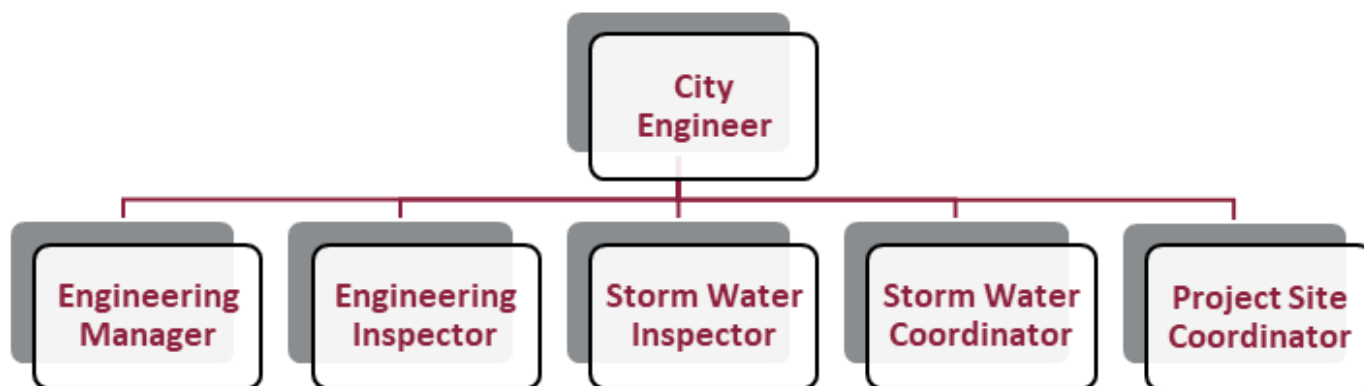 City
Engineer
Engineering
Manager
Engineering
Inspector
Storm Water
Inspector
Storm Water
Coordinator
Project Site
Coordinator